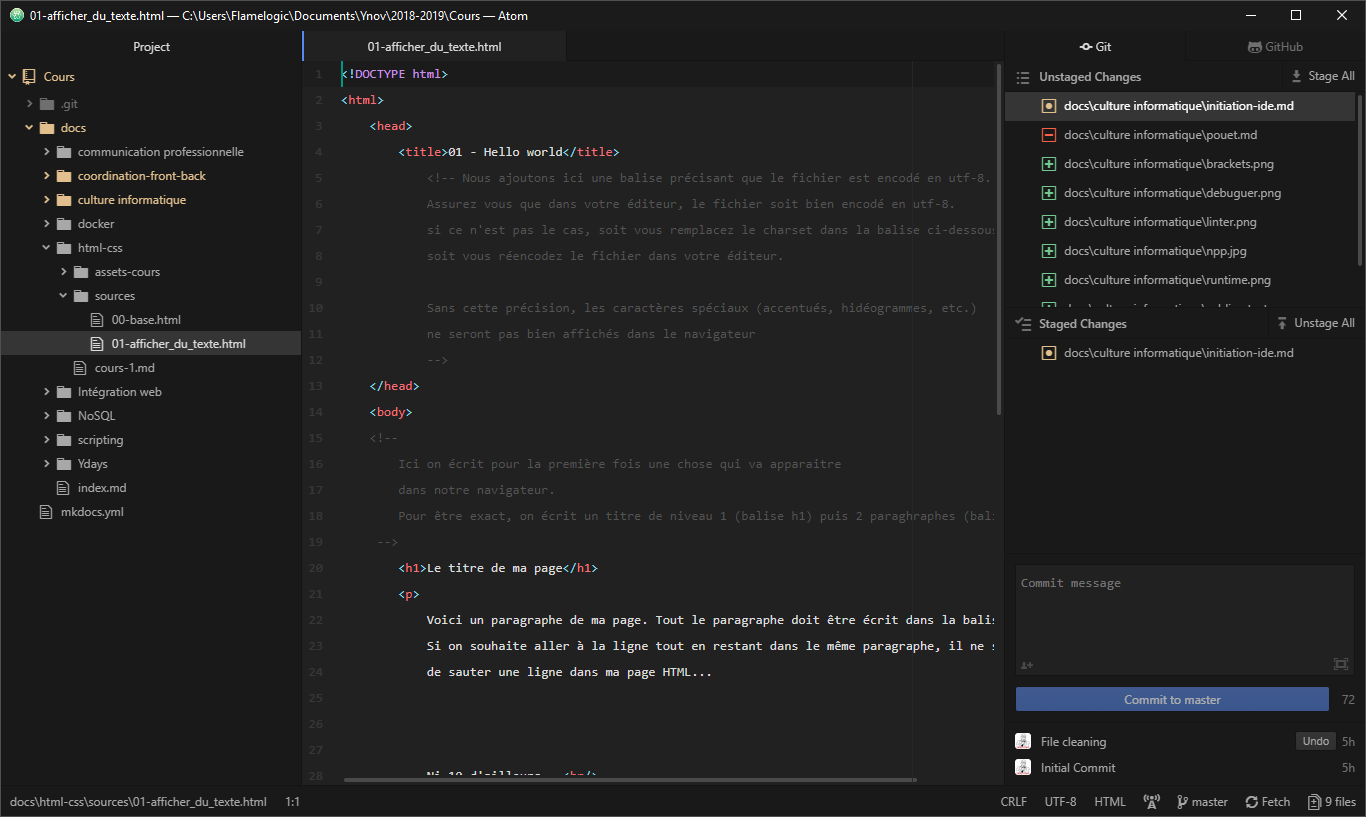 01-afficher_du_texte.html — C:\Users\Flamelogic\Documents\Ynov\2018-2019\Cours — Atom
Project
Cours
.git
docs
communication professionnelle
coordination-front-back
culture informatique
docker
html-css
assets-cours
sources
00-base.html
01-afficher_du_texte.html
cours-1.md
Intégration web
NoSQL
scripting
Ydays
index.md
mkdocs.yml
01-afficher_du_texte.html
1 <!DOCTYPE html>
2 <html>
3 <head>
4 <title>01 - Hello world</title>
5 <!-- Nous ajoutons ici une balise précisant que le fichier est encodé en utf-8.
6 Assurez vous que dans votre éditeur, le fichier soit bien encodé en utf-8.
7 si ce n'est pas le cas, soit vous remplacez le charset dans la balise ci-dessous
8 soit vous réencodez le fichier dans votre éditeur.
9
10 Sans cette précision, les caractères spéciaux (accentués, hidéogrammes, etc.)
11 ne seront pas bien affichés dans le navigateur
12 -->
13 </head>
14 <body>
15 <!--
16 Ici on écrit pour la première fois une chose qui va apparaitre
17 dans notre navigateur.
18 Pour être exact, on écrit un titre de niveau 1 (balise h1) puis 2 paraghraphes (bali
19 -->
20 <h1>Le titre de ma page</h1>
21 <p>
22 Voici un paragraphe de ma page. Tout le paragraphe doit être écrit dans la balis
23 Si on souhaite aller à la ligne tout en restant dans le même paragraphe, il ne s
24 de sauter une ligne dans ma page HTML...
25
26
27
28 Ni 10 d'ailleurs... <br/>
Git
GitHub
Unstaged Changes
Stage All
docs\culture informatique\initiation-ide.md
docs\culture informatique\pouet.md
docs\culture informatique\brackets.png
docs\culture informatique\debuguer.png
docs\culture informatique\linter.png
docs\culture informatique\npp.jpg
docs\culture informatique\runtime.png
Staged Changes
Unstage All
docs\culture informatique\initiation-ide.md
Commit message
Commit to master
72
File cleaning
Undo
5h
Initial Commit
5h
docs\html-css\sources\01-afficher_du_texte.html
1:1
CRLF
UTF-8
HTML
master
Fetch
9 files